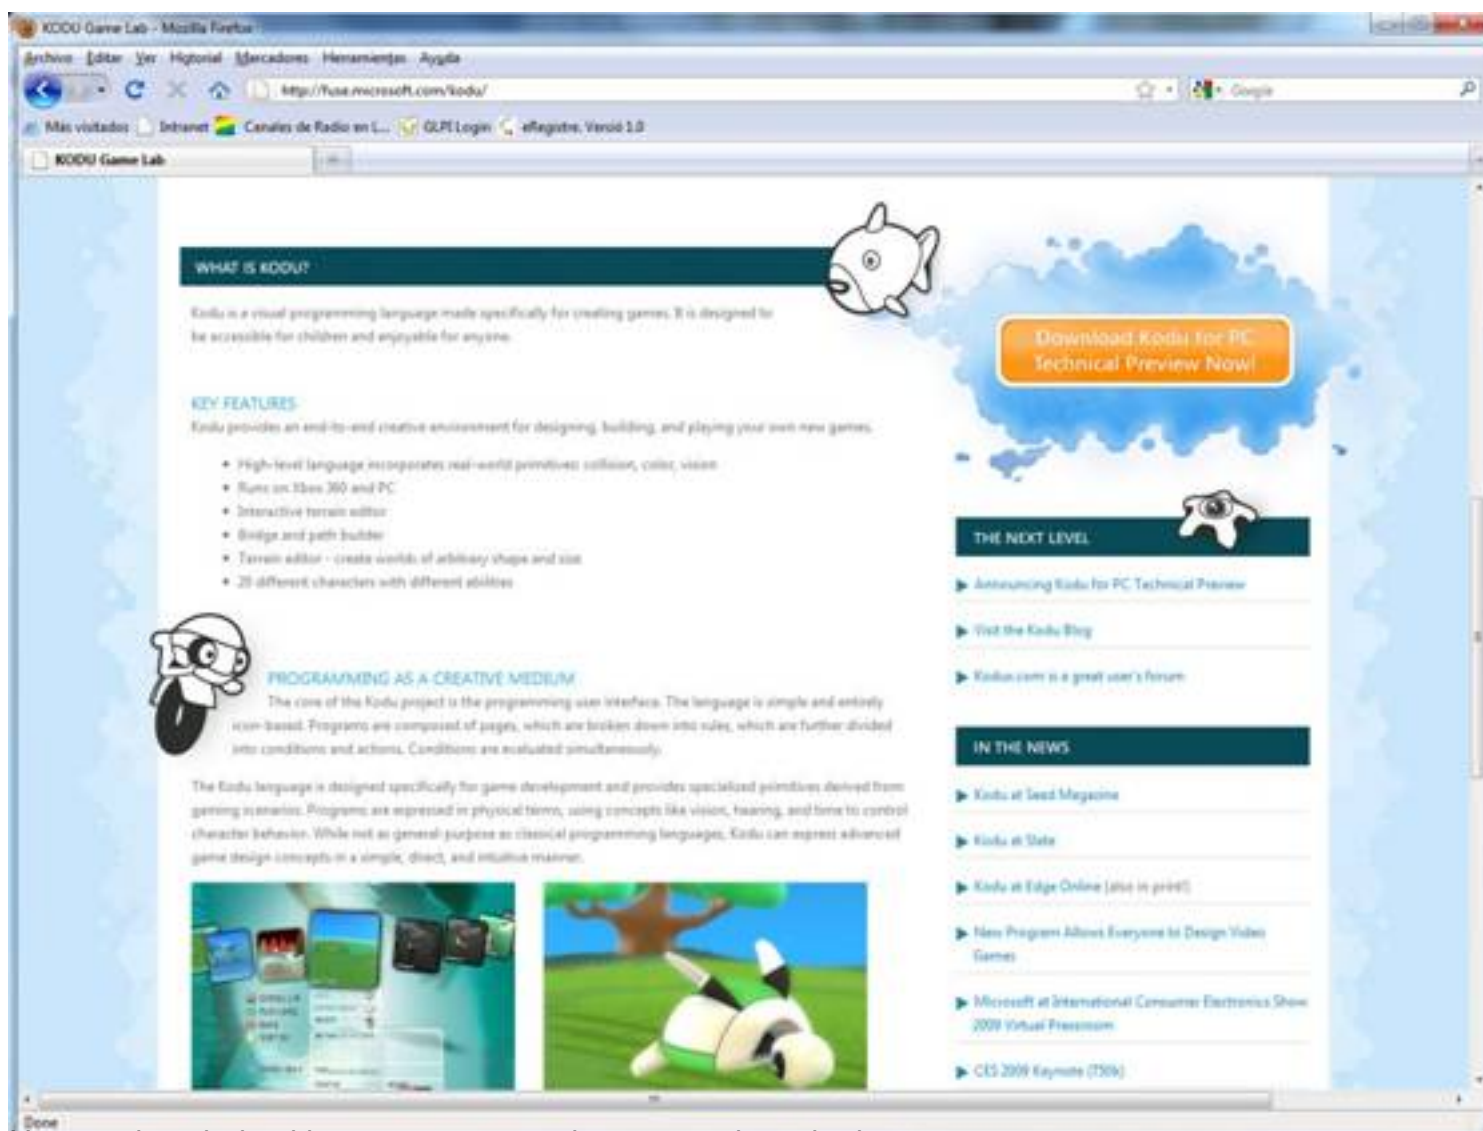 KODU Game Lab - Mozilla Firefox
Archivo Editar Ver Historial Marcadores Herramientas Ayuda
http://fuse.microsoft.com/kodu/
Google
Más visitados Intranet Canales de Radio en L... GLPI Login eRegistre, Versió 1.0
KODU Game Lab
WHAT IS KODU?
Kodu is a visual programming language made specifically for creating games. It is designed to
be accessible for children and enjoyable for anyone.
KEY FEATURES
Kodu provides an end-to-end creative environment for designing, building, and playing your own new games.
• High-level language incorporates real-world primitives: collision, color, vision
• Runs on Xbox 360 and PC
• Interactive terrain editor
• Bridge and path builder
• Terrain editor - create worlds of arbitrary shape and size
• 20 different characters with different abilities
PROGRAMMING AS A CREATIVE MEDIUM
The core of the Kodu project is the programming user interface. The language is simple and entirely
icon-based. Programs are composed of pages, which are broken down into rules, which are further divided
into conditions and actions. Conditions are evaluated simultaneously.
The Kodu language is designed specifically for game development and provides specialized primitives derived from
gaming scenarios. Programs are expressed in physical terms, using concepts like vision, hearing, and time to control
character behavior. While not as general-purpose as classical programming languages, Kodu can express advanced
game design concepts in a simple, direct, and intuitive manner.
Download Kodu for PC
Technical Preview Now!
THE NEXT LEVEL
Announcing Kodu for PC Technical Preview
Visit the Kodu Blog
Kodus.com is a great user's forum
IN THE NEWS
Kodu at Seed Magazine
Kodu at Slate
Kodu at Edge Online (also in print!)
New Program Allows Everyone to Design Video
Games
Microsoft at International Consumer Electronics Show
2009 Virtual Pressroom
CES 2009 Keynote (750k)
Done